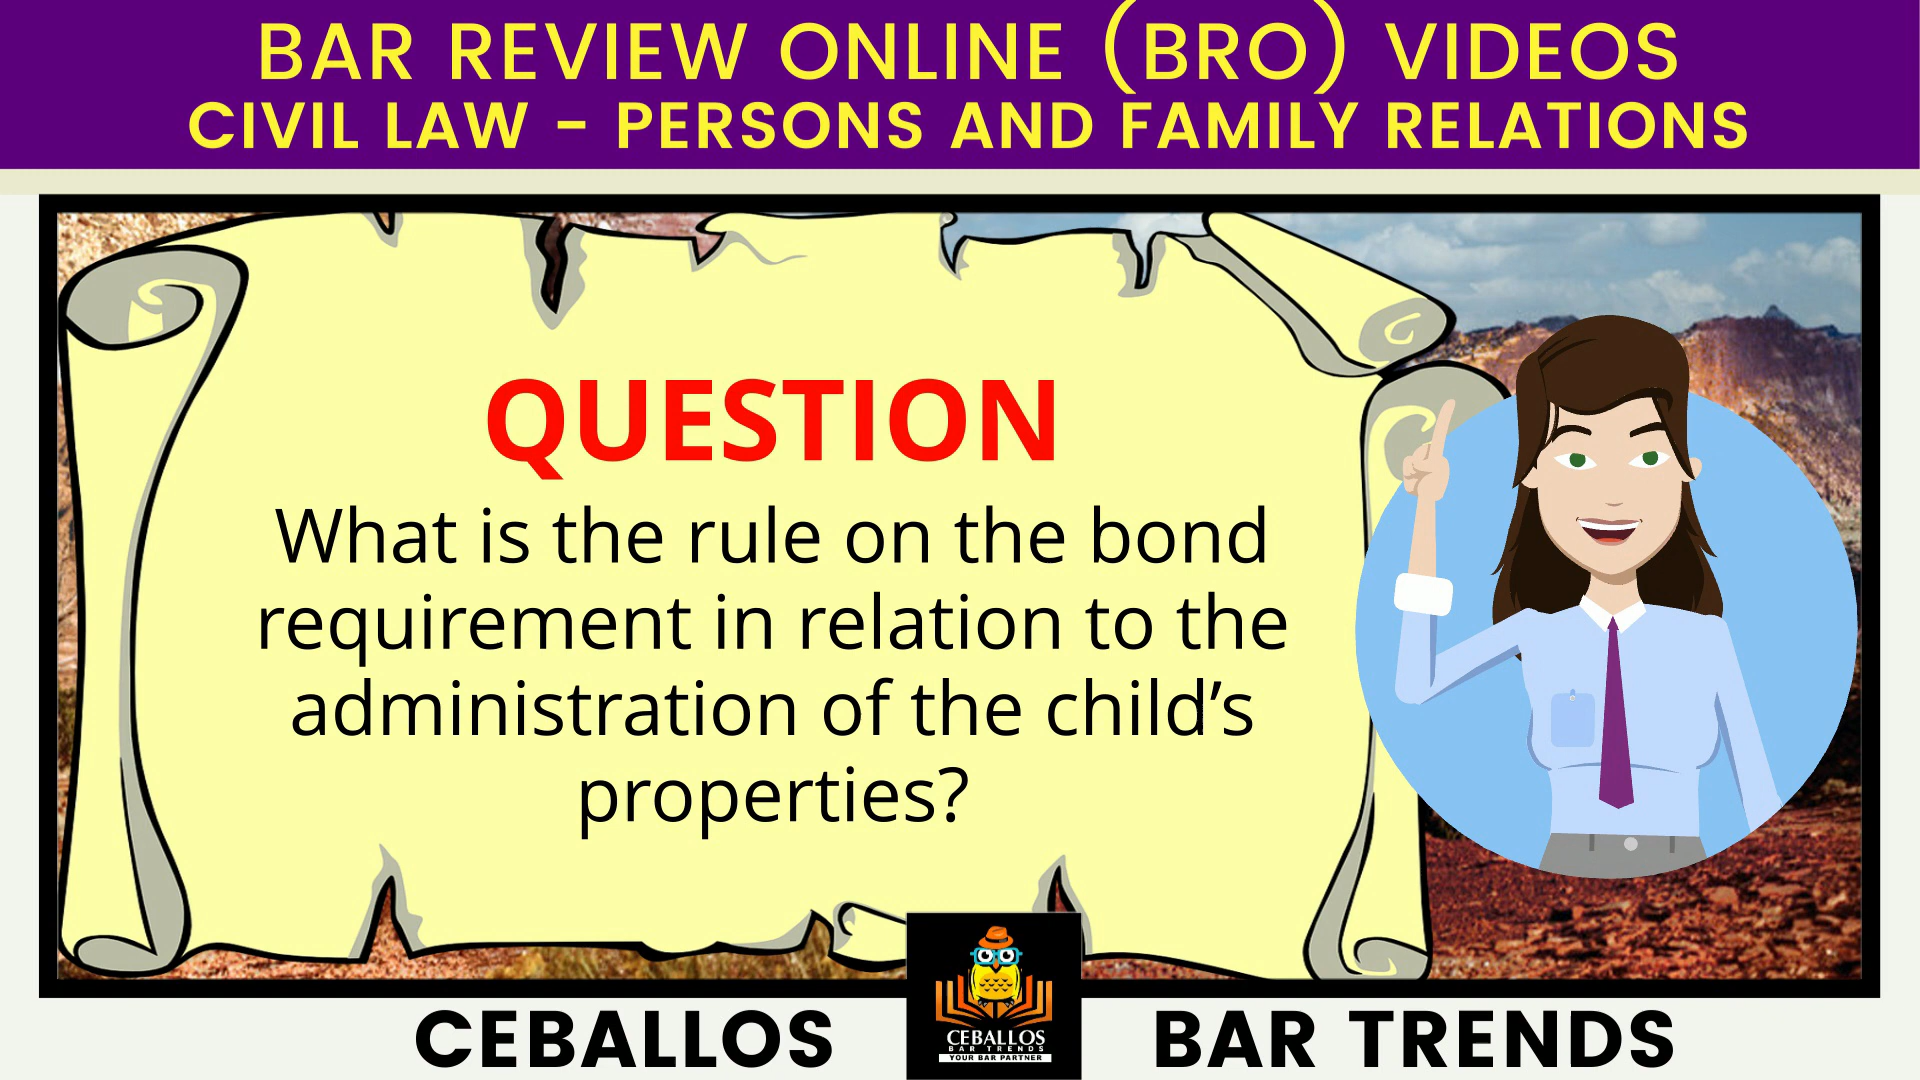 BAR REVIEW ONLINE (BRO) VIDEOS
CIVIL LAW - PERSONS AND FAMILY RELATIONS
QUESTION
What is the rule on the bond
requirement in relation to the
administration of the child’s
properties?
CEBALLOS
BAR TRENDS
YOUR BAR PARTNER
CEBALLOS BAR TRENDS